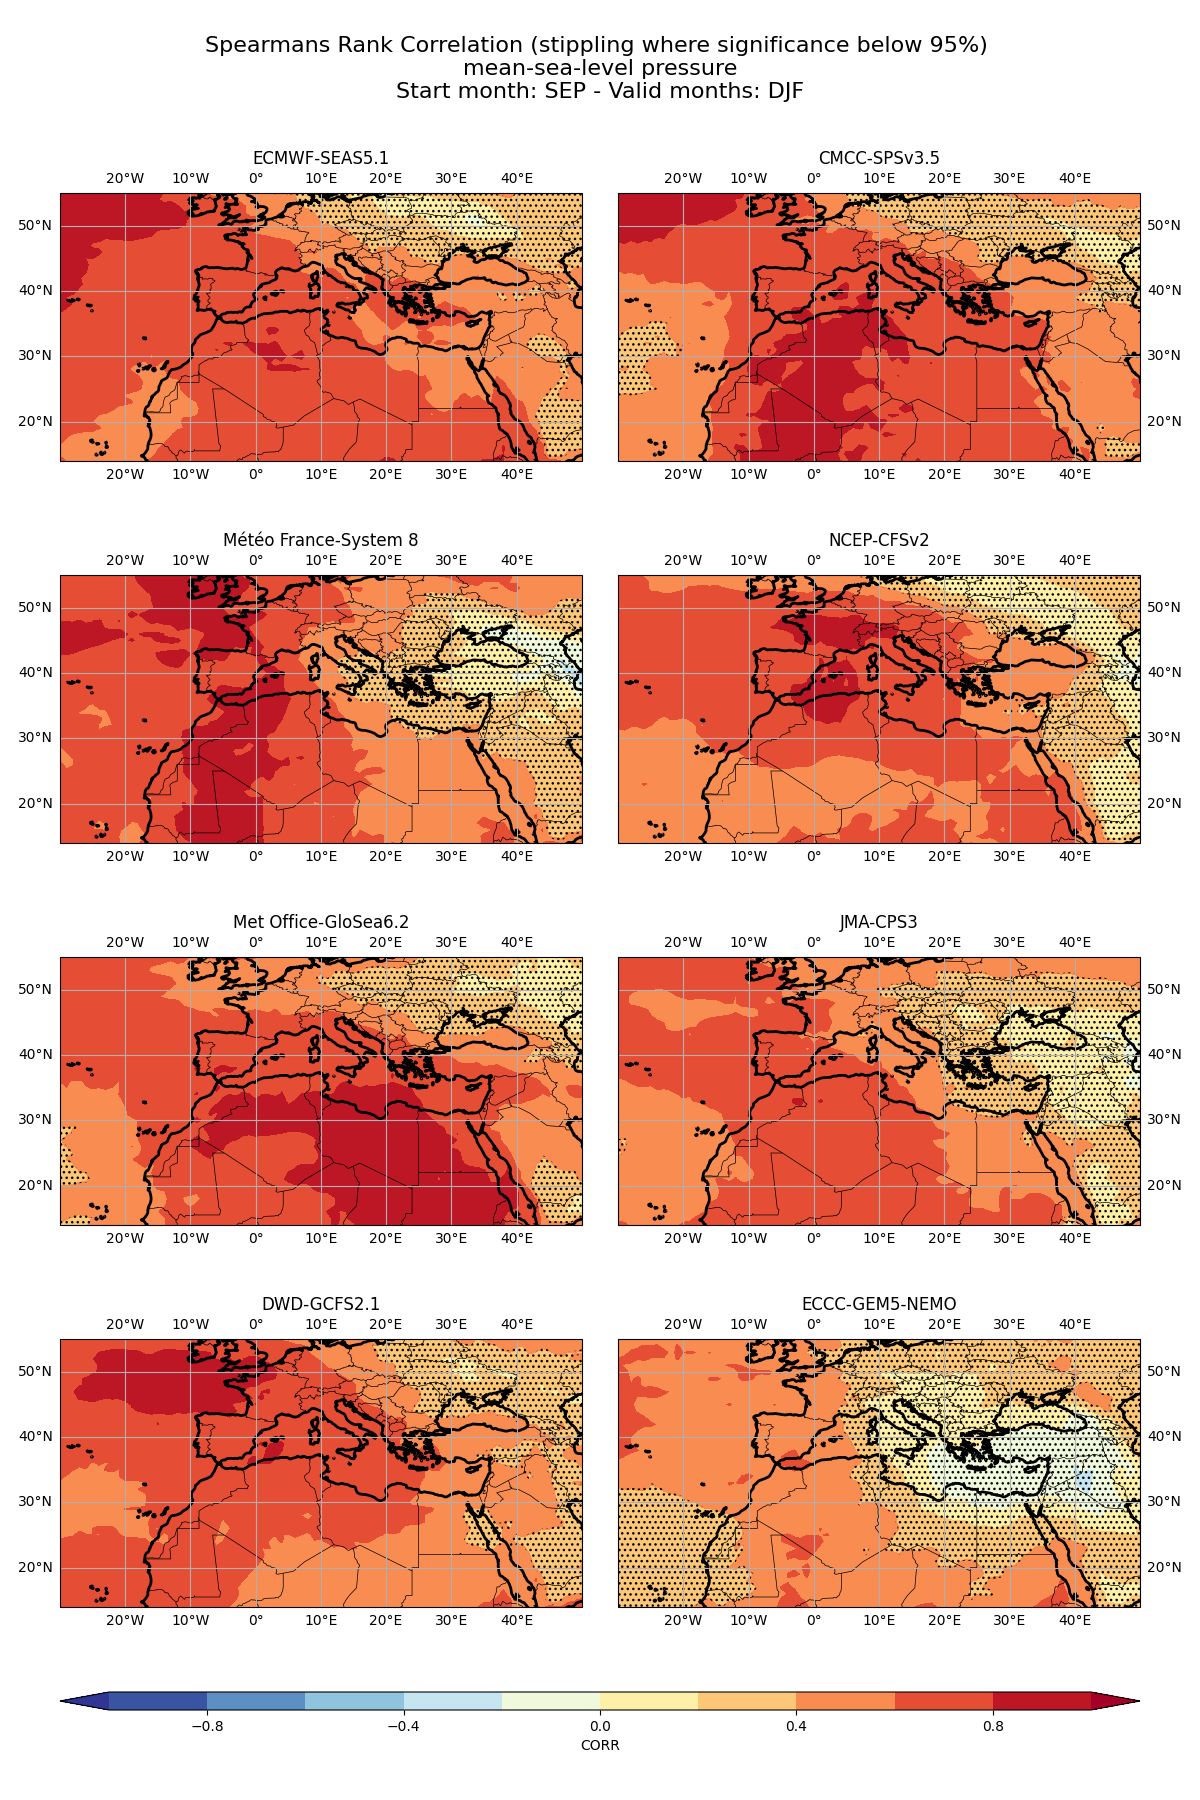 Spearmans Rank Correlation (stippling where significance below 95%)
mean-sea-level pressure
Start month: SEP - Valid months: DJF
ECMWF-SEAS5.1 CMCC-SPSv3.5
20°W 10°W 0° 10°E 20°E 30°E 40°E 20°W 10°W 0° 10°E 20°E 30°E 40°E
50°N 50°N
40°N 40°N
30°N 30°N
20°N 20°N
20°W 10°W 0° 10°E 20°E 30°E 40°E 20°W 10°W 0° 10°E 20°E 30°E 40°E
Météo France-System 8 NCEP-CFSv2
20°W 10°W 0° 10°E 20°E 30°E 40°E 20°W 10°W 0° 10°E 20°E 30°E 40°E
50°N 50°N
40°N 40°N
30°N 30°N
20°N 20°N
20°W 10°W 0° 10°E 20°E 30°E 40°E 20°W 10°W 0° 10°E 20°E 30°E 40°E
Met Office-GloSea6.2 JMA-CPS3
20°W 10°W 0° 10°E 20°E 30°E 40°E 20°W 10°W 0° 10°E 20°E 30°E 40°E
50°N 50°N
40°N 40°N
30°N 30°N
20°N 20°N
20°W 10°W 0° 10°E 20°E 30°E 40°E 20°W 10°W 0° 10°E 20°E 30°E 40°E
DWD-GCFS2.1 ECCC-GEM5-NEMO
20°W 10°W 0° 10°E 20°E 30°E 40°E 20°W 10°W 0° 10°E 20°E 30°E 40°E
50°N 50°N
40°N 40°N
30°N 30°N
20°N 20°N
20°W 10°W 0° 10°E 20°E 30°E 40°E 20°W 10°W 0° 10°E 20°E 30°E 40°E
−0.8 −0.4 0.0 0.4 0.8
CORR